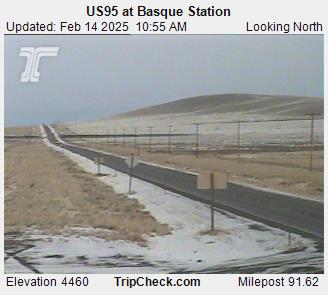 US95 at Basque Station
Updated: Feb 14 2025 10:55 AM Looking North
Elevation 4460 TripCheck.com Milepost 91.62